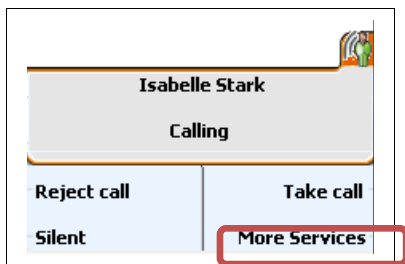 Isabelle Stark
Calling
Reject call Take call
Silent More Services